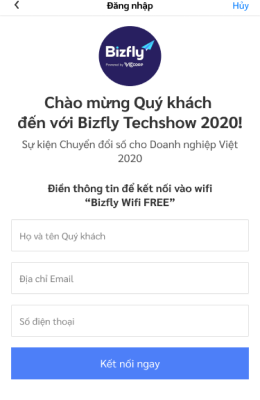 Đăng nhập
Hủy
Bizfly
Powered by VCCORP
Chào mừng Quý khách
đến với Bizfly Techshow 2020!
Sự kiện Chuyển đổi số cho Doanh nghiệp Việt
2020
Điền thông tin để kết nối vào wifi
“Bizfly Wifi FREE”
Họ và tên Quý khách
Địa chỉ Email
Số điện thoại
Kết nối ngay